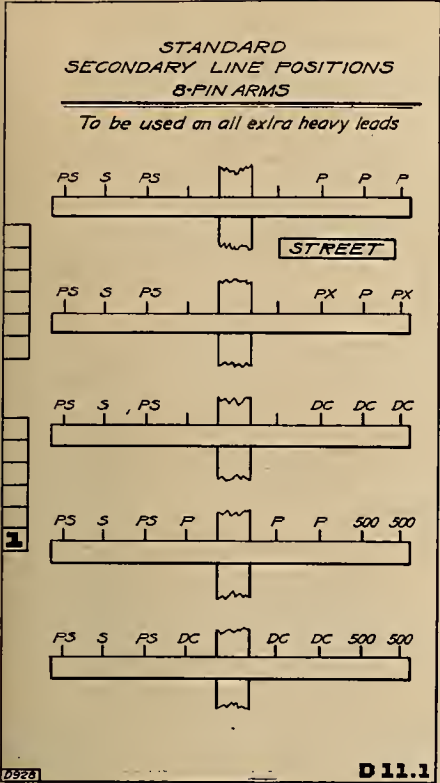 STANDARD
SECONDARY LINE POSITIONS
8-PIN ARMS
To be used on all extra heavy leads
PS S PS P P P
STREET
PS S PS PX P PX
PS S PS DC DC DC
PS S PS P P P 500 500
1
PS S PS DC DC DC 500 500
D928
D 11.1